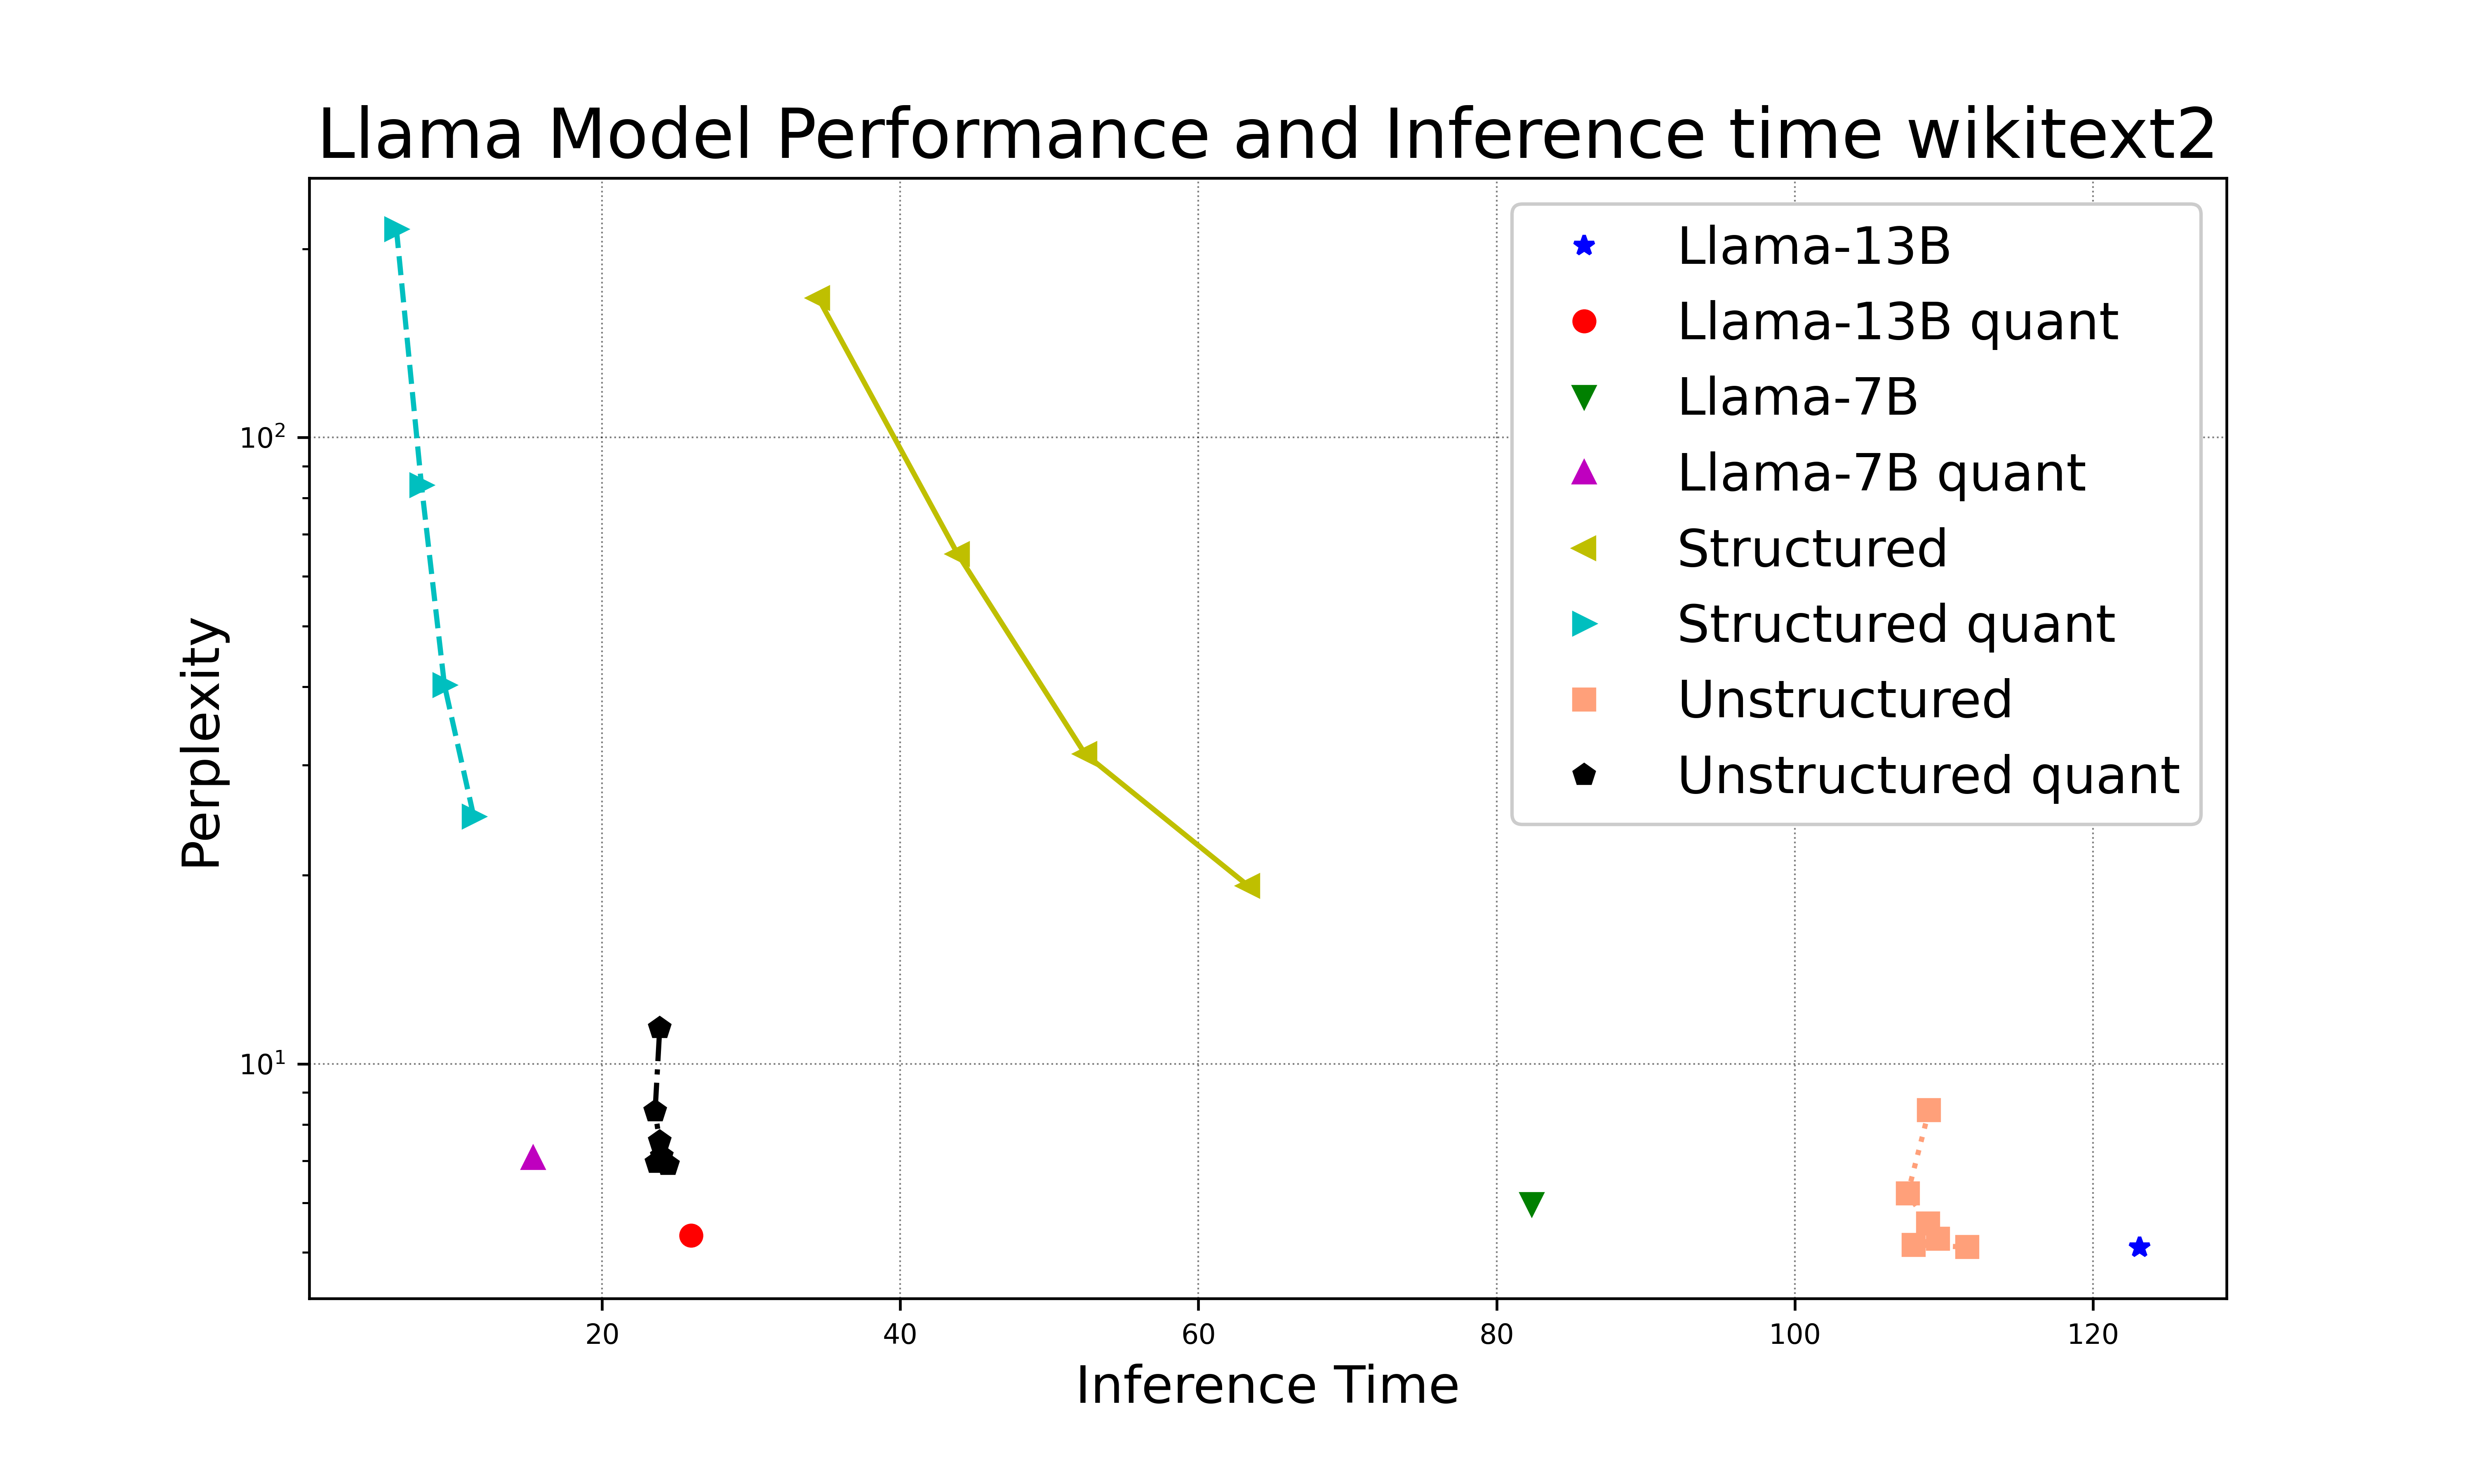 Llama Model Performance and Inference time wikitext2
Llama-13B
Llama-13B quant
Llama-7B
Llama-7B quant
Structured
Structured quant
Unstructured
Unstructured quant
Perplexity
10²
10¹
20 40 60 80 100 120
Inference Time